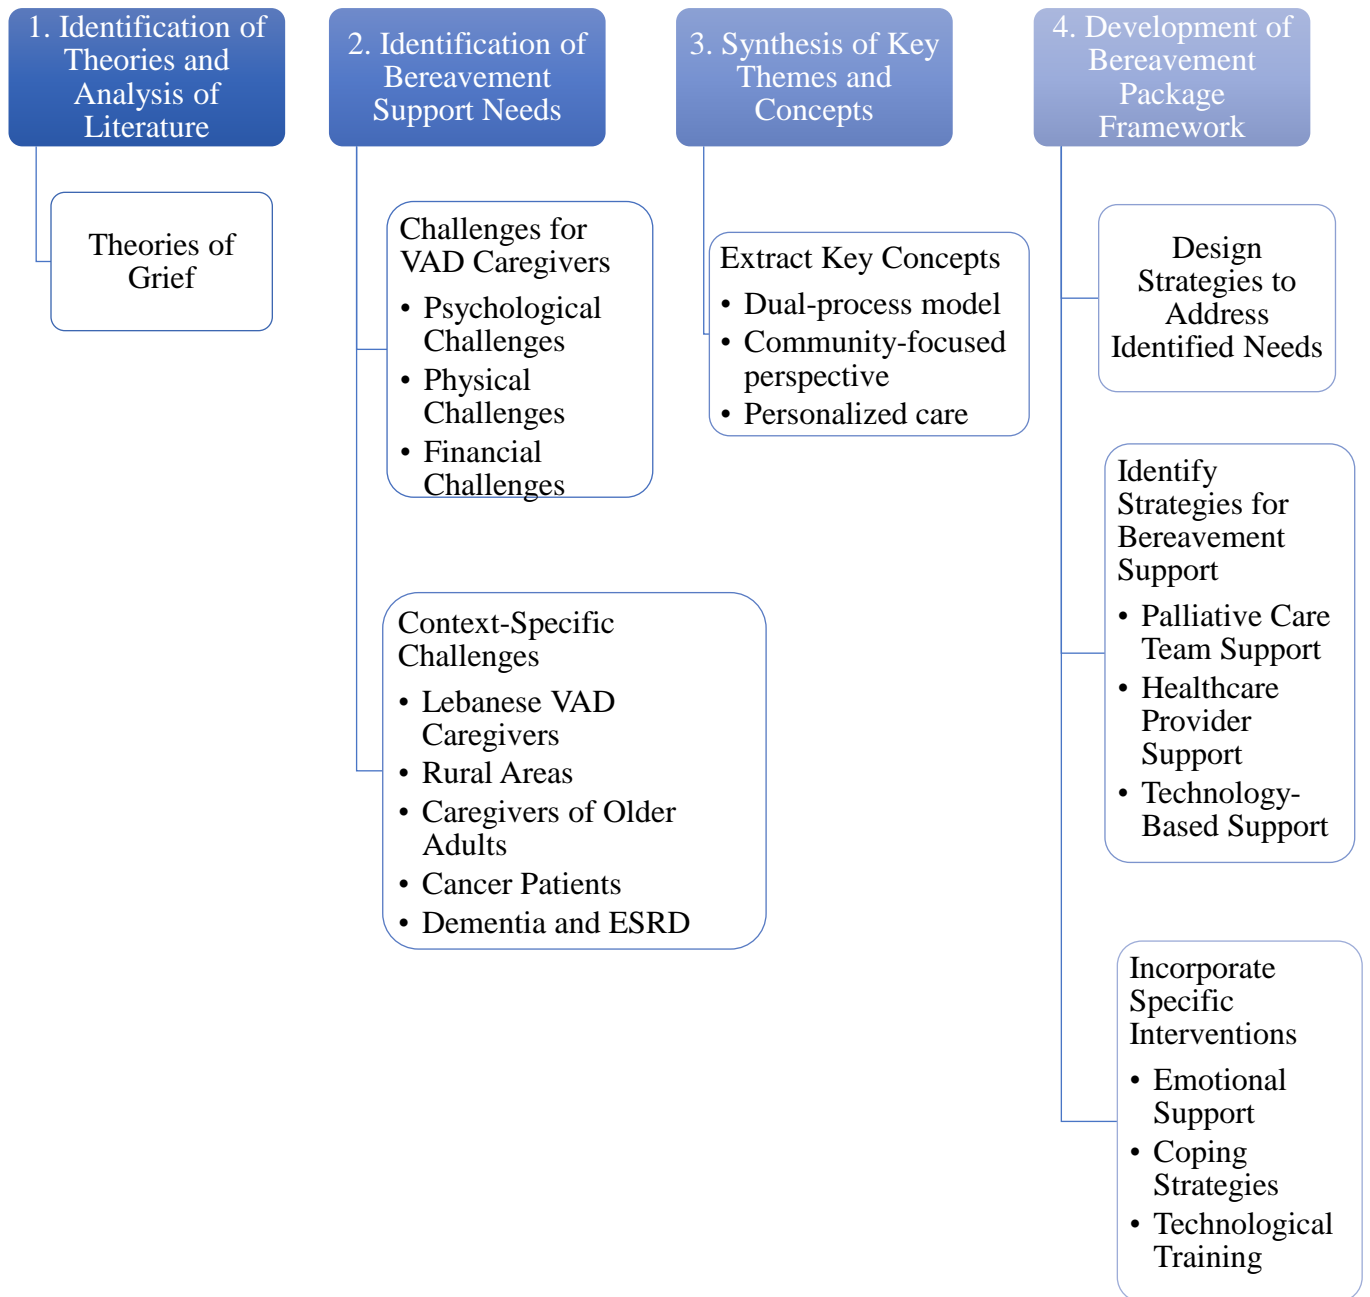 1. Identification of
Theories and
Analysis of
Literature
Theories of
Grief
2. Identification of
Bereavement
Support Needs
Challenges for
VAD Caregivers
• Psychological
Challenges
• Physical
Challenges
• Financial
Challenges
Context-Specific
Challenges
• Lebanese VAD
Caregivers
• Rural Areas
• Caregivers of Older
Adults
• Cancer Patients
• Dementia and ESRD
3. Synthesis of Key
Themes and
Concepts
Extract Key Concepts
• Dual-process model
• Community-focused
perspective
• Personalized care
4. Development of
Bereavement
Package
Framework
Design
Strategies to
Address
Identified Needs
Identify
Strategies for
Bereavement
Support
• Palliative Care
Team Support
• Healthcare
Provider
Support
• Technology-
Based Support
Incorporate
Specific
Interventions
• Emotional
Support
• Coping
Strategies
• Technological
Training